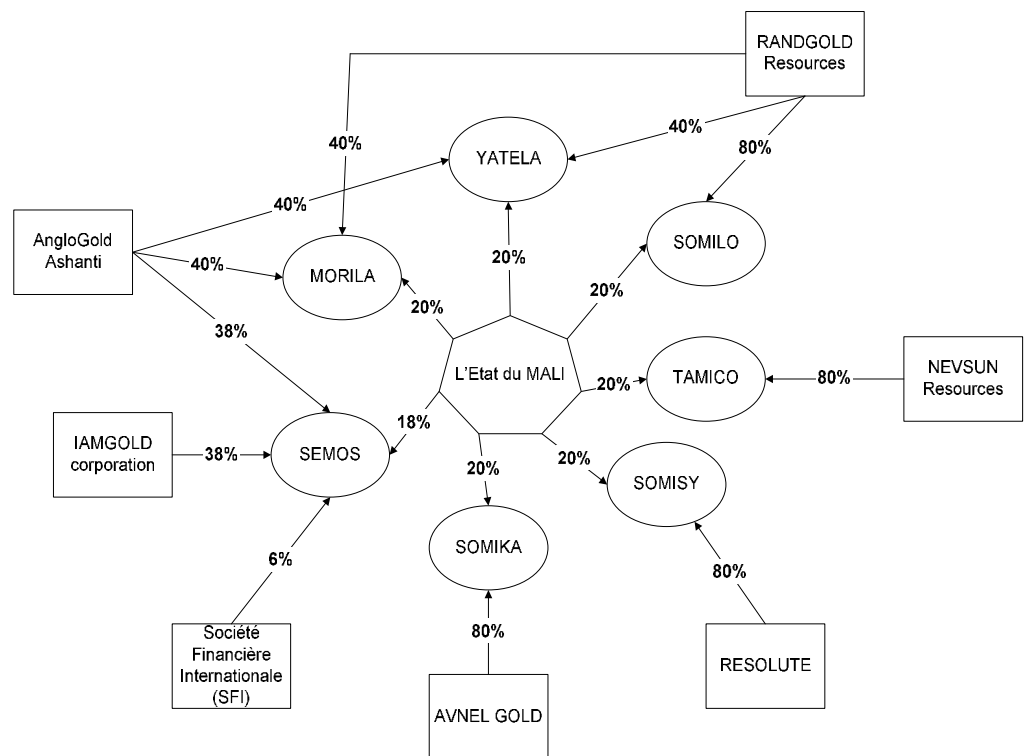 RANDGOLD
Resources
40%
40%
YATELA
80%
40%
AngloGold
Ashanti
SOMILO
40%
MORILA
20%
20%
20%
38%
L'Etat du MALI
20%
TAMICO
80%
NEVSUN
Resources
IAMGOLD
corporation
38%
SEMOS
18%
20%
20%
SOMISY
SOMIKA
6%
80%
80%
Société
Financière
Internationale
(SFI)
RESOLUTE
AVNEL GOLD